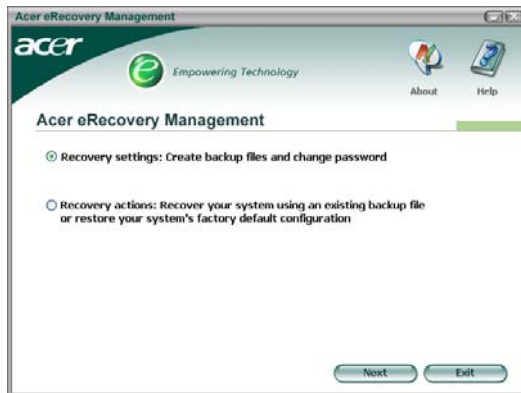 Acer eRecovery Management
acer
e Empowering Technology
About
Help
Acer eRecovery Management
Recovery settings: Create backup files and change password
Recovery actions: Recover your system using an existing backup file
or restore your system's factory default configuration
Next
Exit